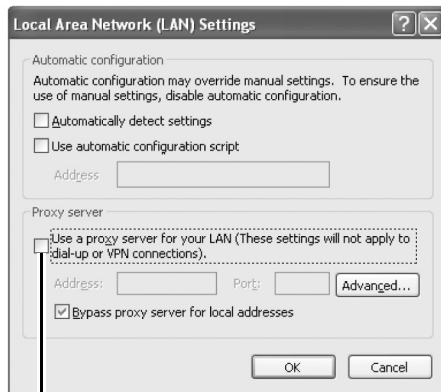 Local Area Network (LAN) Settings
Automatic configuration
Automatic configuration may override manual settings. To ensure the
use of manual settings, disable automatic configuration.
Automatically detect settings
Use automatic configuration script
Address
Proxy server
Use a proxy server for your LAN (These settings will not apply to
dial-up or VPN connections).
Address: Port: Advanced...
Bypass proxy server for local addresses
OK Cancel